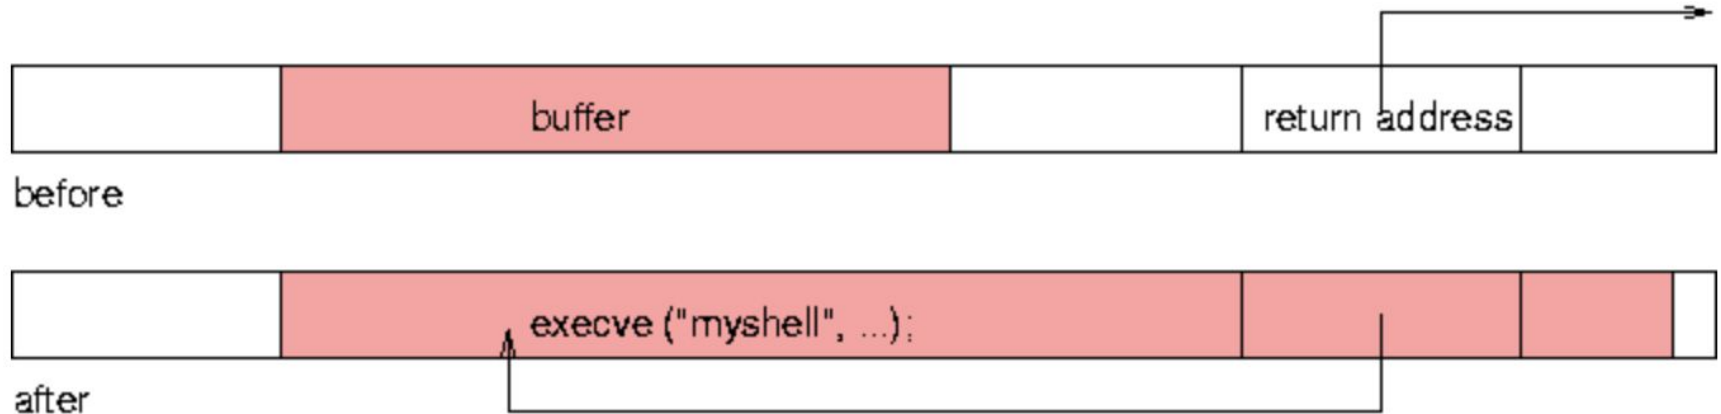 buffer
return address
before
execve ("myshell", ...);
after